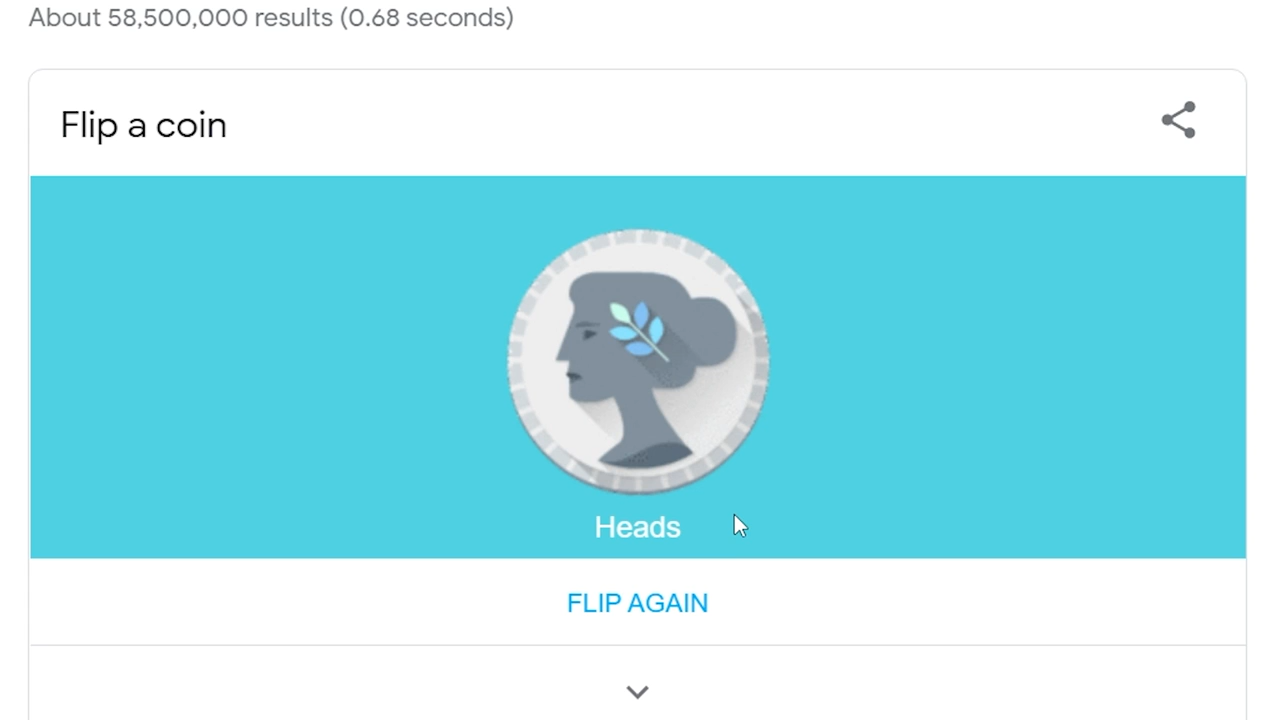 About 58,500,000 results (0.68 seconds)
Flip a coin
Heads
FLIP AGAIN